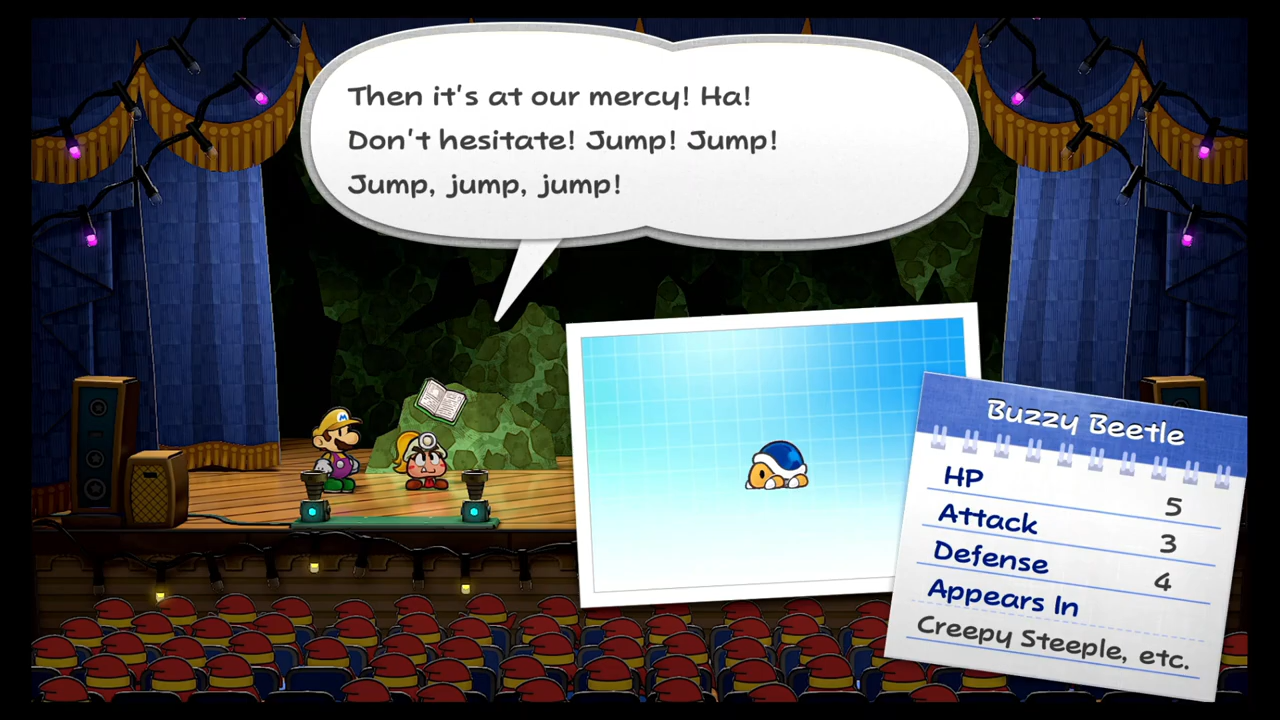 Then it's at our mercy! Ha!
Don't hesitate! Jump! Jump!
Jump, jump, jump!
Buzzy Beetle
HP 5
Attack 3
Defense 4
Appears In
Creepy Steeple, etc.